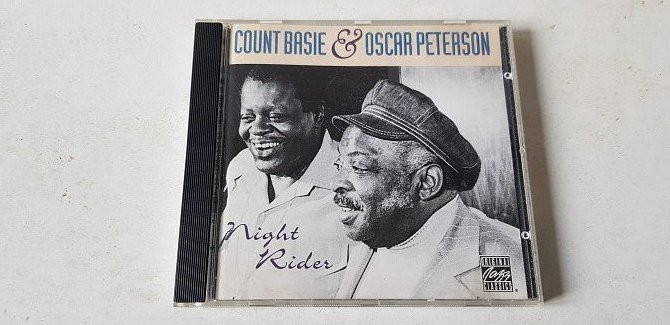 COUNT BASIE & OSCAR PETERSON
Night
Rider
ORIGINAL
Jazz
CLASSICS